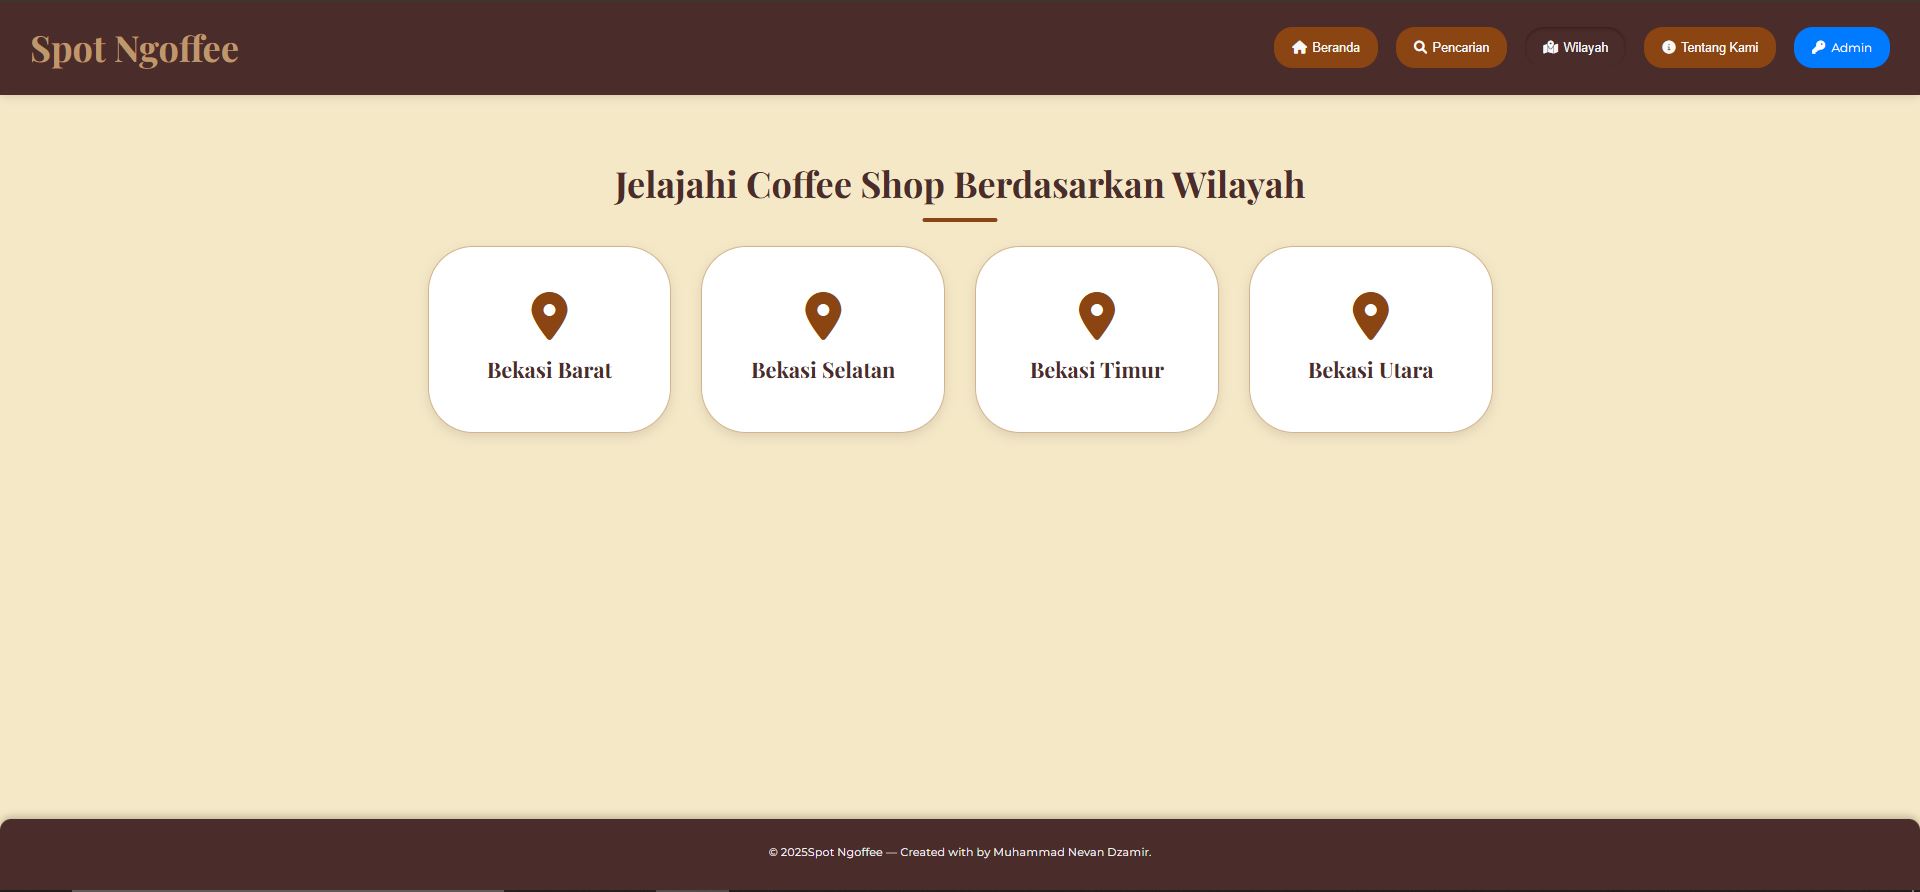 Spot Ngoffee
Beranda
Pencarian
Wilayah
Tentang Kami
Admin
Jelajahi Coffee Shop Berdasarkan Wilayah
Bekasi Barat
Bekasi Selatan
Bekasi Timur
Bekasi Utara
© 2025Spot Ngoffee — Created with by Muhammad Nevan Dzamir.